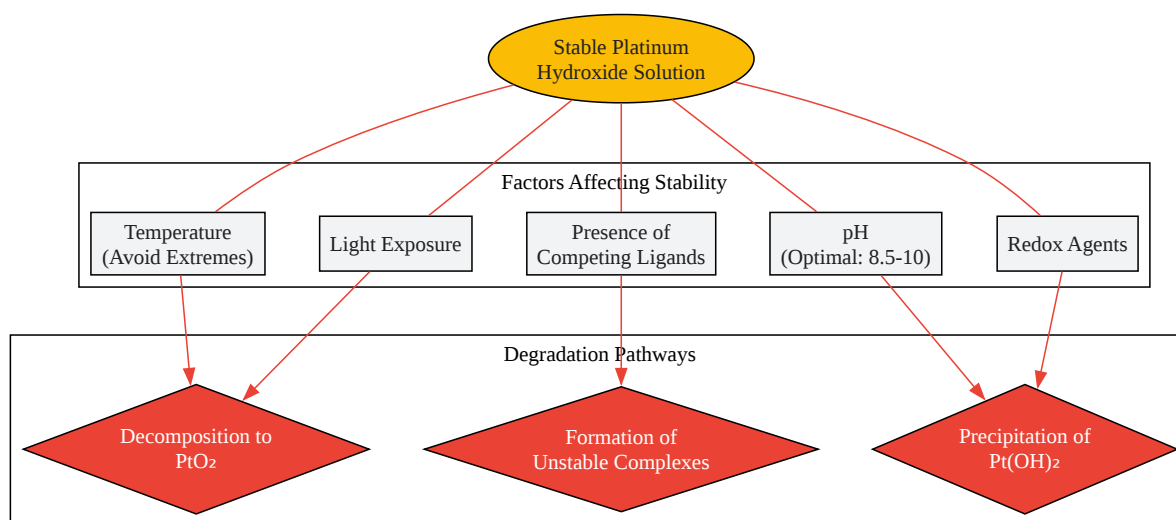 Stable Platinum
Hydroxide Solution
Factors Affecting Stability
Temperature
(Avoid Extremes)
Light Exposure
Presence of
Competing Ligands
pH
(Optimal: 8.5-10)
Redox Agents
Degradation Pathways
Decomposition to
PtO₂
Formation of
Unstable Complexes
Precipitation of
Pt(OH)₂